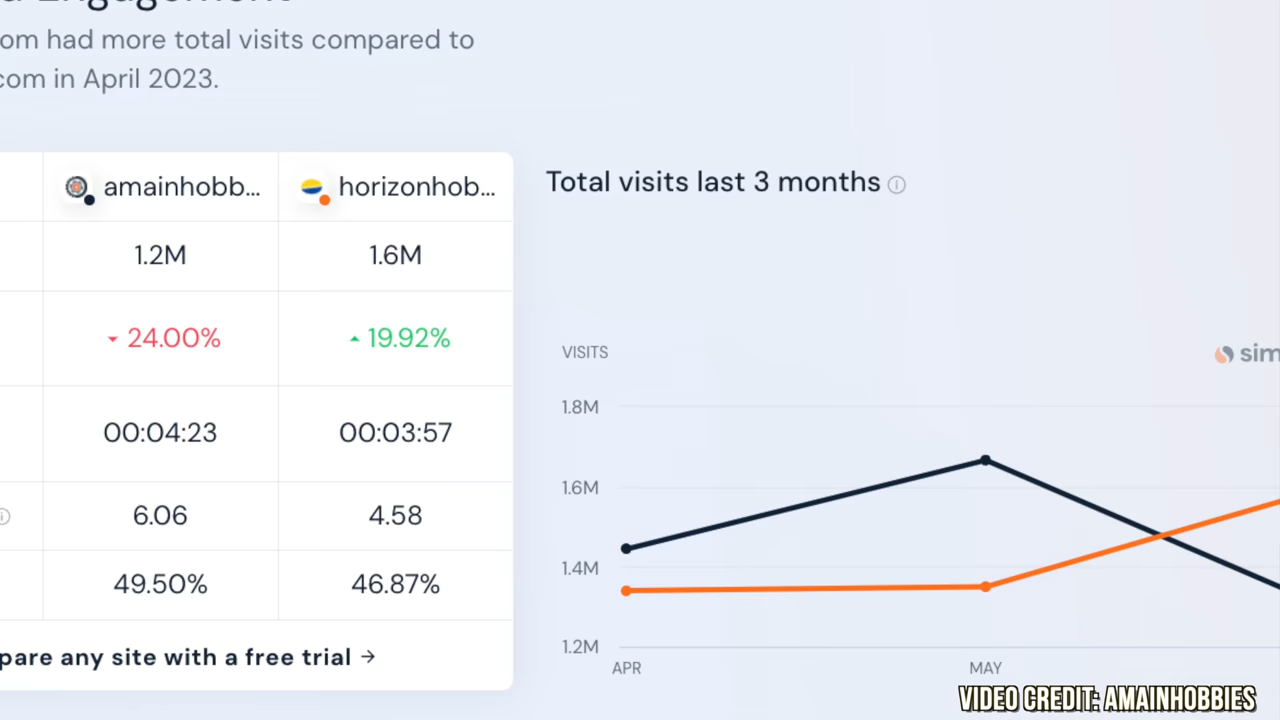 om had more total visits compared to
com in April 2023.
amainhobb... horizonhob...
1.2M 1.6M
24.00% 19.92%
00:04:23 00:03:57
6.06 4.58
49.50% 46.87%
pare any site with a free trial →
Total visits last 3 months
VISITS
sim
1.8M
1.6M
1.4M
1.2M
APR MAY
VIDEO CREDIT: AMAINHOBBIES